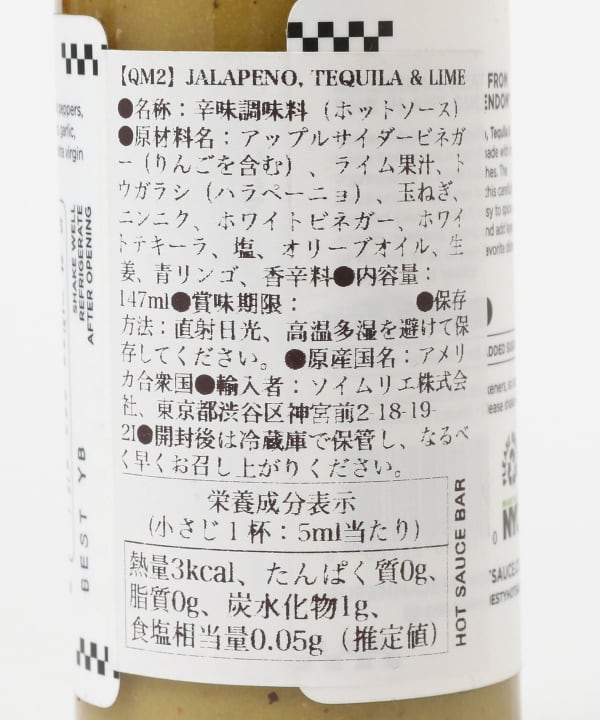 【QM2】JALAPENO, TEQUILA & LIME
●名称：辛味調味料（ホットソース）
●原材料名：アップルサイダービネガ
ー（りんごを含む）、ライム果汁、ト
ウガラシ（ハラペーニョ）、玉ねぎ、
ニンニク、ホワイトビネガー、ホワイ
トテキーラ、塩、オリーブオイル、生
姜、青リンゴ、香辛料●内容量：
147ml●賞味期限： ●保存
方法：直射日光、高温多湿を避けて保
存してください。●原産国名：アメリ
カ合衆国●輸入者：ソイムリエ株式会
社、東京都渋谷区神宮前2-18-19-
21●開封後は冷蔵庫で保管し、なるべ
く早くお召し上がりください。
栄養成分表示
(小さじ1杯：5ml当たり)
熱量3kcal、たんぱく質0g、
脂質0g、炭水化物1g、
食塩相当量0.05g（推定値）
HOT SAUCE BAR
SHAKE WELL
REFRIGERATE
AFTER OPENING
BEST
peppers,
garlic,
virgin
FROM
Tequila